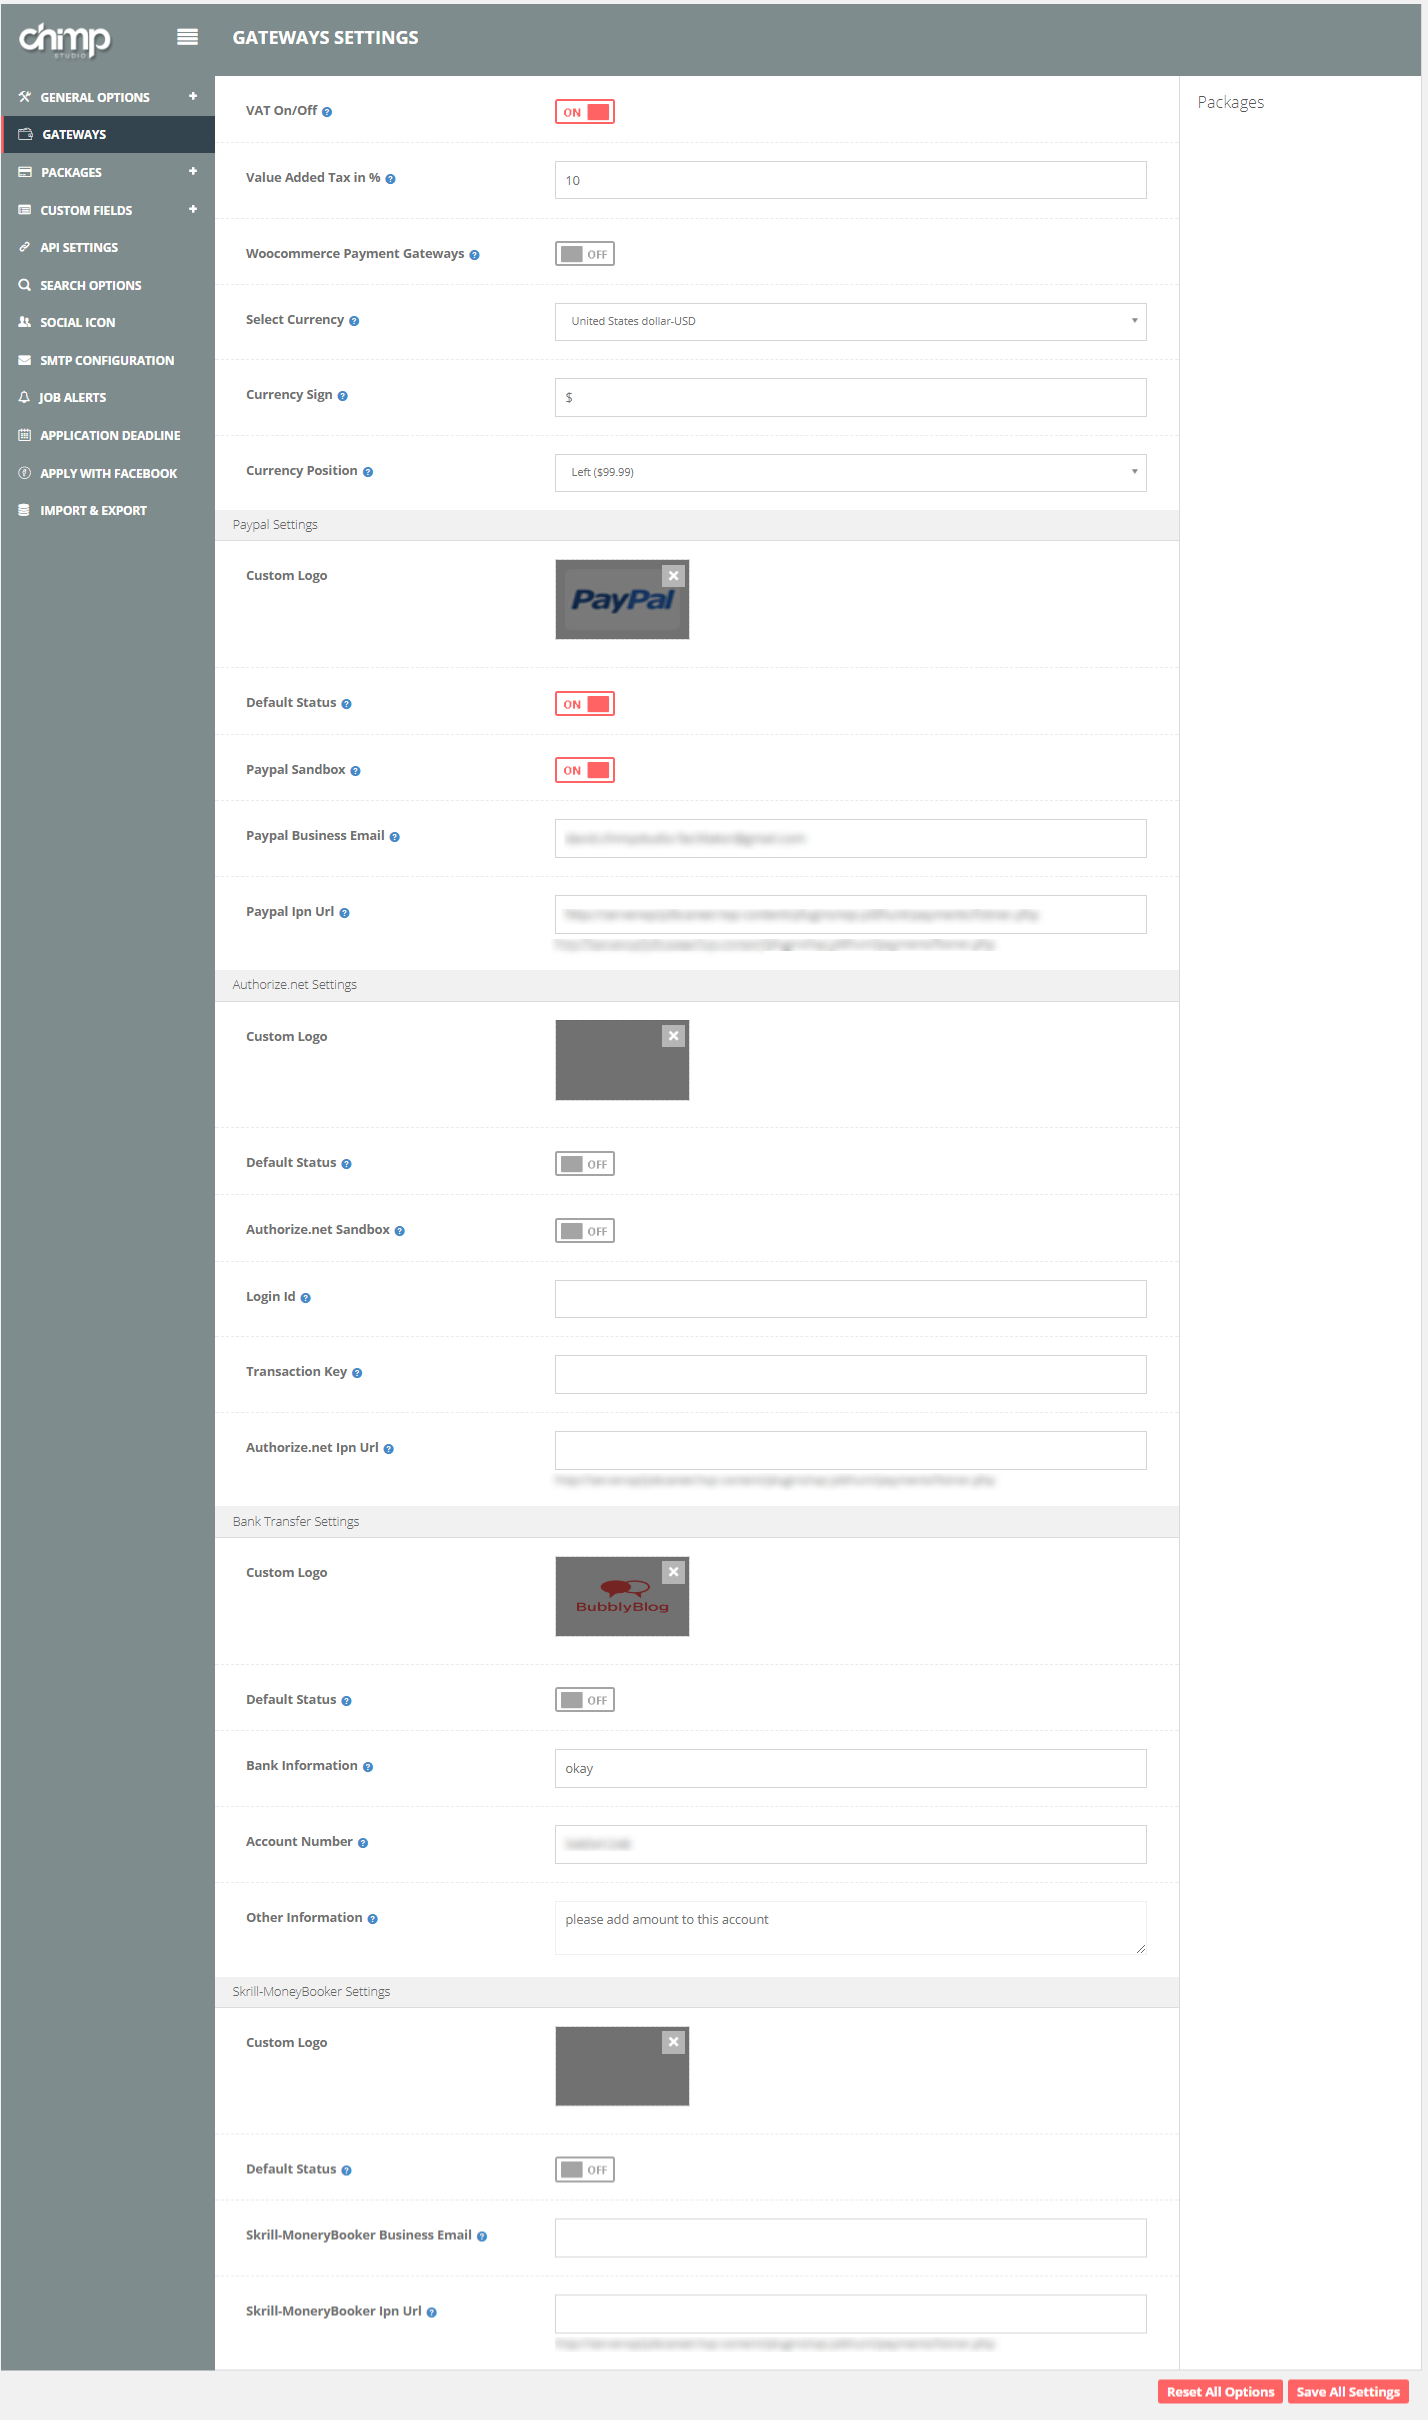 chimp
STUDIO
GATEWAYS SETTINGS
GENERAL OPTIONS +
GATEWAYS
PACKAGES +
CUSTOM FIELDS +
API SETTINGS
SEARCH OPTIONS
SOCIAL ICON
SMTP CONFIGURATION
JOB ALERTS
APPLICATION DEADLINE
APPLY WITH FACEBOOK
IMPORT & EXPORT
VAT On/Off ? ON
Value Added Tax in % ? 10
Woocommerce Payment Gateways ? OFF
Select Currency ? United States dollar-USD
Currency Sign ? $
Currency Position ? Left ($99.99)
Paypal Settings
Custom Logo PayPal
Default Status ? ON
Paypal Sandbox ? ON
Paypal Business Email ?
Paypal Ipn Url ?
Authorize.net Settings
Custom Logo
Default Status ? OFF
Authorize.net Sandbox ? OFF
Login Id ?
Transaction Key ?
Authorize.net Ipn Url ?
Bank Transfer Settings
Custom Logo BubblyBlog
Default Status ? OFF
Bank Information ? okay
Account Number ?
Other Information ? please add amount to this account
Skrill-MoneyBooker Settings
Custom Logo
Default Status ? OFF
Skrill-MoneryBooker Business Email ?
Skrill-MoneryBooker Ipn Url ?
Packages
Reset All Options Save All Settings